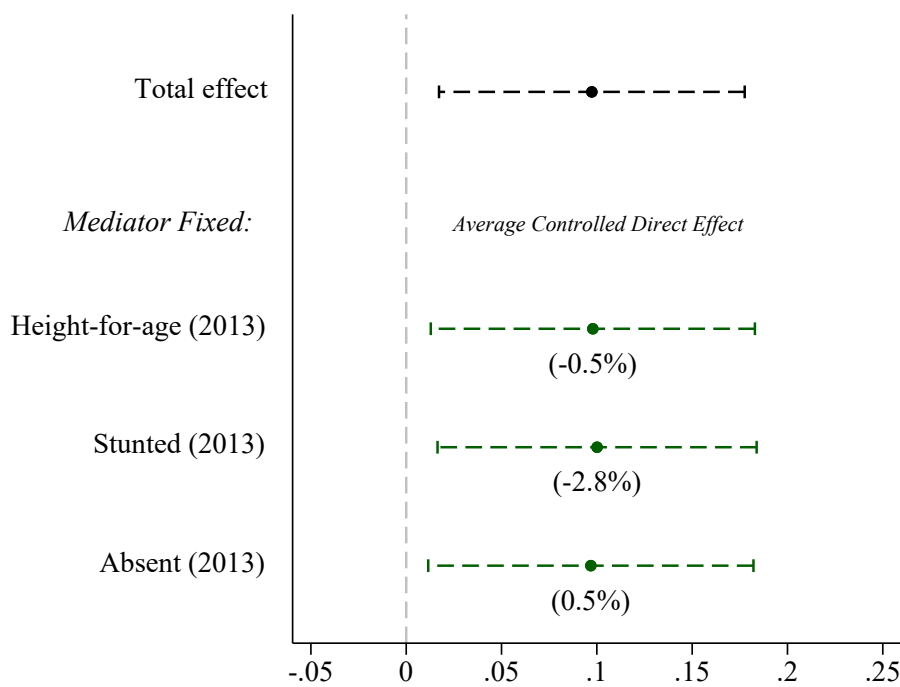 Total effect
Mediator Fixed: Average Controlled Direct Effect
Height-for-age (2013)
(-0.5%)
Stunted (2013)
(-2.8%)
Absent (2013)
(0.5%)
-.05 0 .05 .1 .15 .2 .25